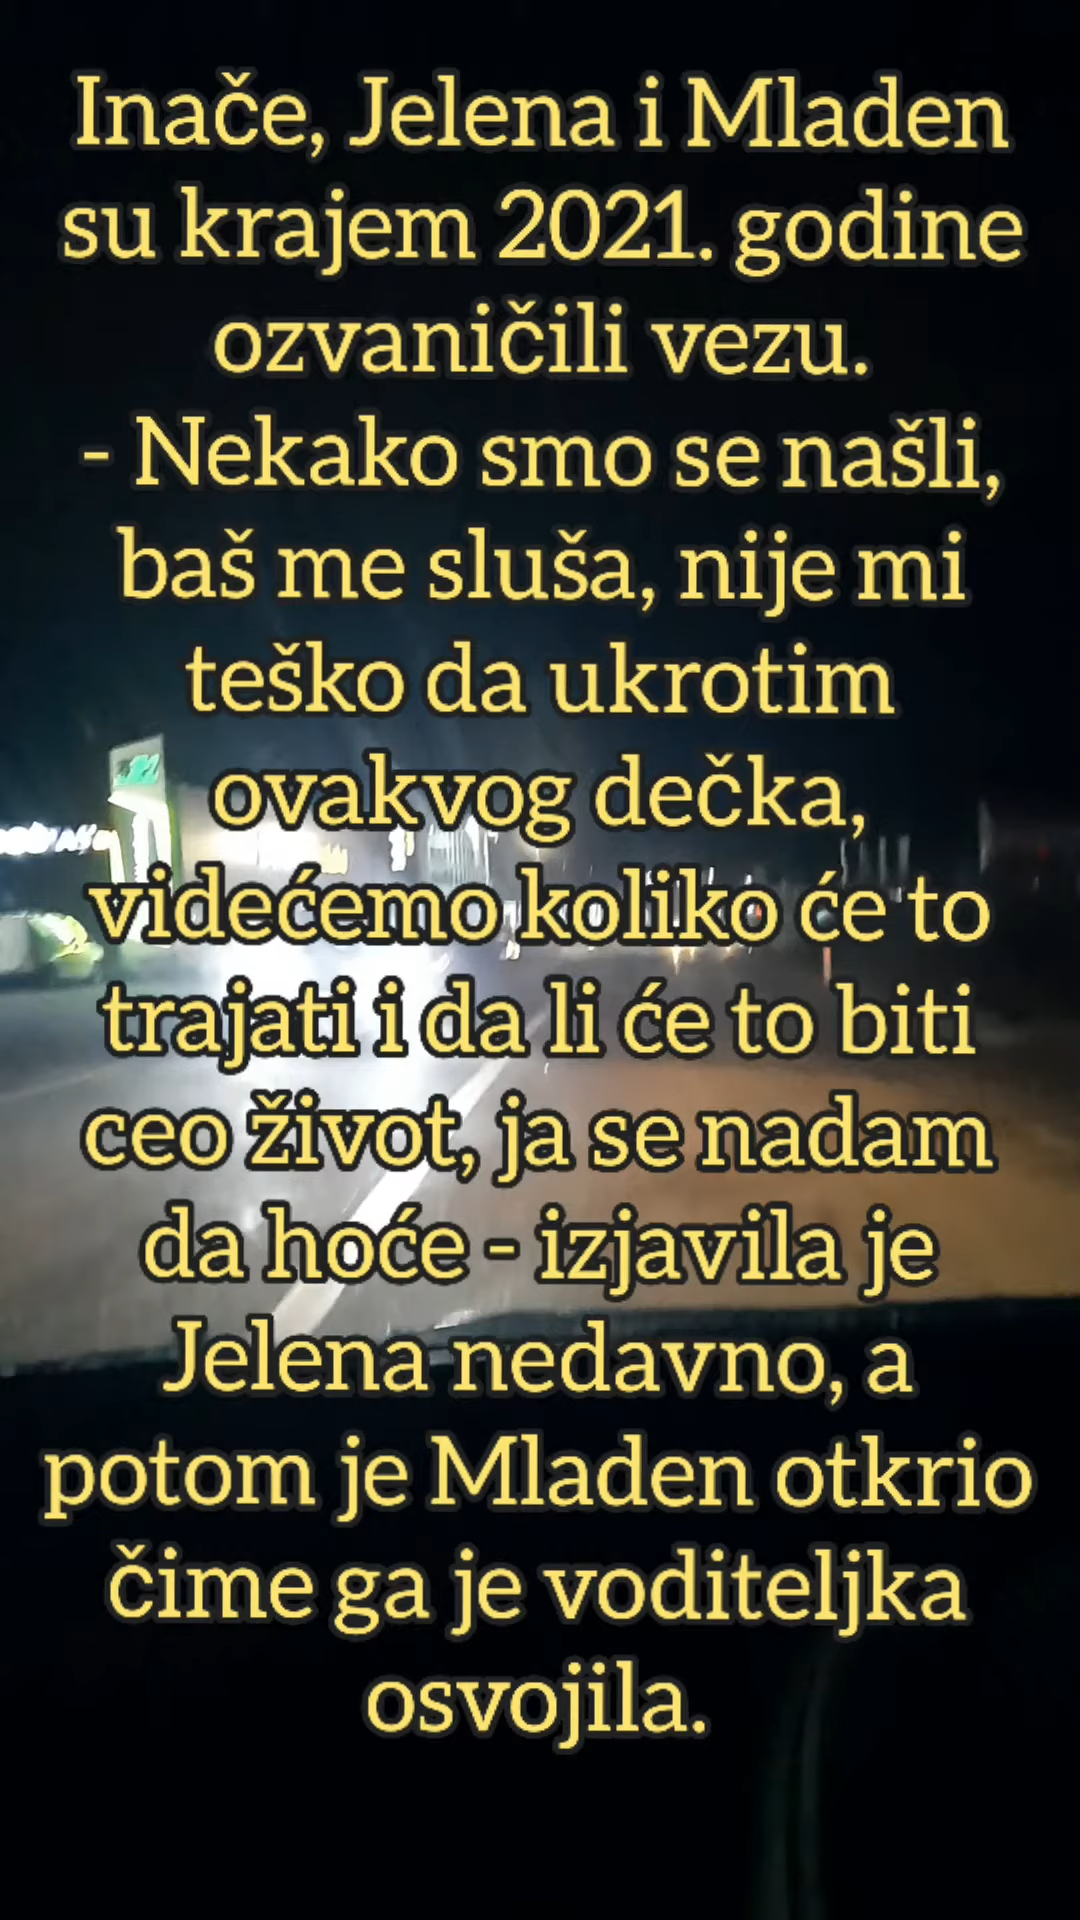 Inače, Jelena i Mladen
su krajem 2021. godine
ozvaničili vezu.
- Nekako smo se našli,
baš me sluša, nije mi
teško da ukrotim
ovakvog dečka,
videćemo koliko će to
trajati i da li će to biti
ceo život, ja se nadam
da hoće - izjavila je
Jelena nedavno, a
potom je Mladen otkrio
čime ga je voditeljka
osvojila.